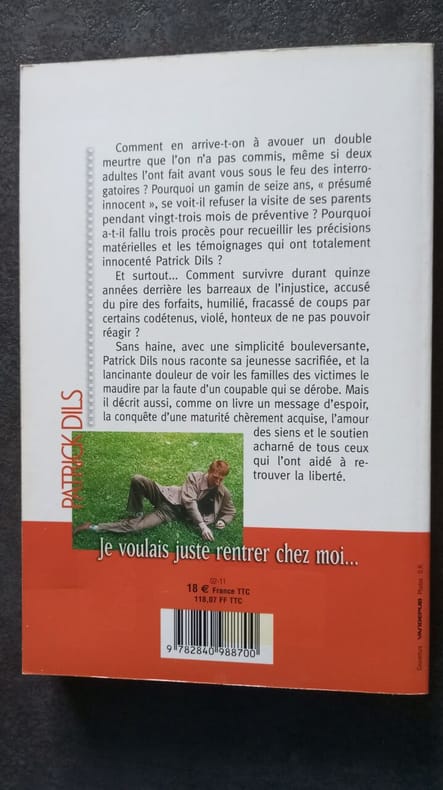 Comment en arrive-t-on à avouer un double
meurtre que l'on n'a pas commis, même si deux
adultes l'ont fait avant vous sous le feu des interro-
gatoires ? Pourquoi un gamin de seize ans, « présumé
innocent », se voit-il refuser la visite de ses parents
pendant vingt-trois mois de préventive ? Pourquoi
a-t-il fallu trois procès pour recueillir les précisions
matérielles et les témoignages qui ont totalement
innocenté Patrick Dils ?
Et surtout... Comment survivre durant quinze
années derrière les barreaux de l'injustice, accusé
du pire des forfaits, humilié, fracassé de coups par
certains codétenus, violé, honteux de ne pas pouvoir
réagir ?
Sans haine, avec une simplicité bouleversante,
Patrick Dils nous raconte sa jeunesse sacrifiée, et la
lancinante douleur de voir les familles des victimes le
maudire par la faute d'un coupable qui se dérobe. Mais
il décrit aussi, comme on livre un message d'espoir,
la conquête d'une maturité chèrement acquise, l'amour
des siens et le soutien
acharné de tous ceux
qui l'ont aidé à re-
trouver la liberté.
PATRICK DILS
Je voulais juste rentrer chez moi...
02-11
18 € France TTC
118,07 FF TTC
9 782840 988700
Couverture VANDEPUB Photos : D.R.